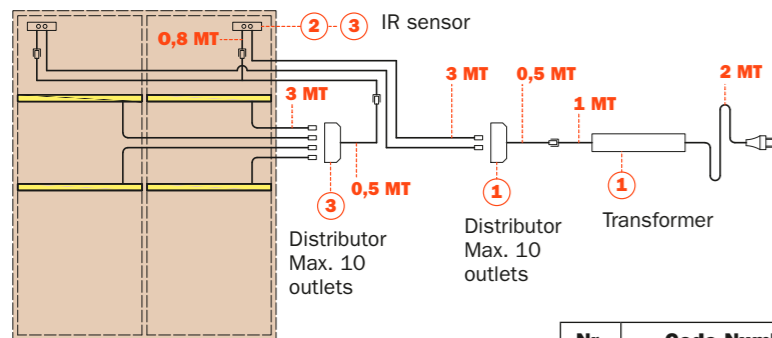 2 3 IR sensor
0,8 MT
3 MT
3 MT
0,5 MT
1 MT
2 MT
3
0,5 MT
1
1
Distributor
Max. 10
outlets
Distributor
Max. 10
outlets
Transformer
Nr.